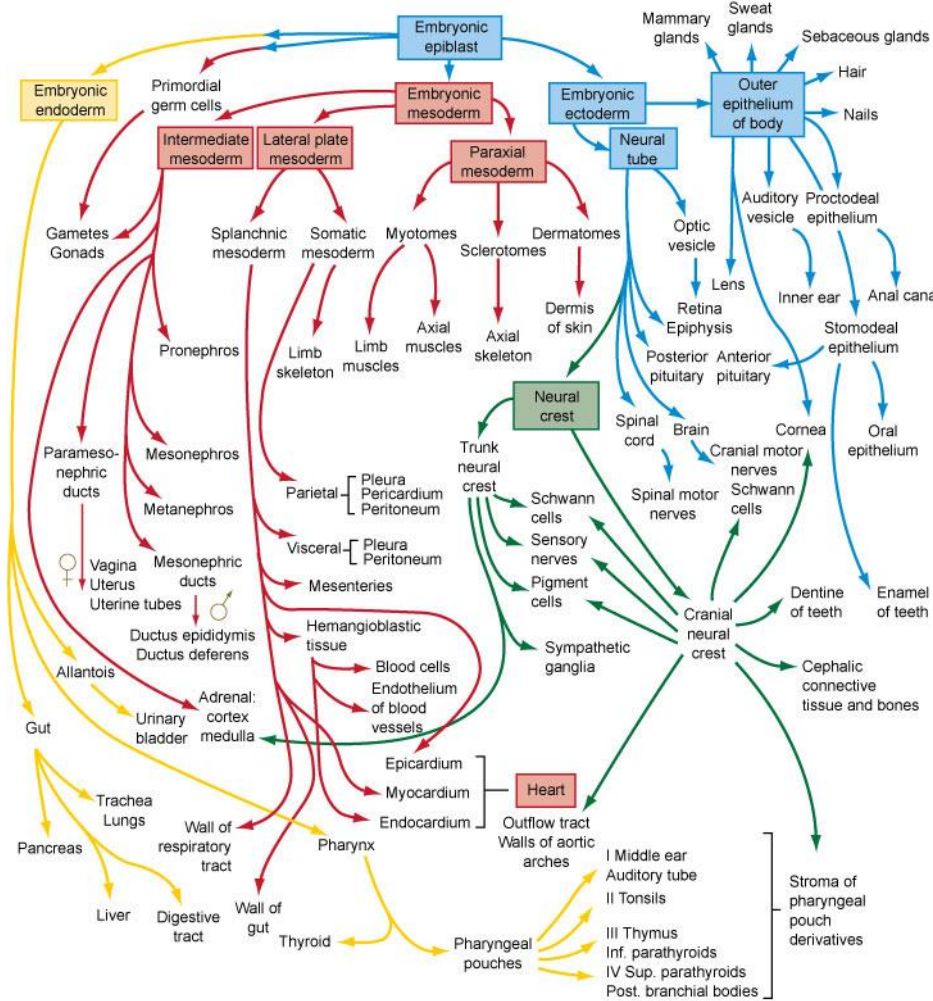 Embryonic
epiblast
Mammary
glands
Sweat
glands
Sebaceous glands
Hair
Nails
Embryonic
endoderm
Primordial
germ cells
Embryonic
mesoderm
Embryonic
ectoderm
Outer
epithelium
of body
Intermediate
mesoderm
Lateral plate
mesoderm
Paraxial
mesoderm
Neural
tube
Gametes
Gonads
Splanchnic
mesoderm
Somatic
mesoderm
Myotomes
Sclerotomes
Dermatomes
Optic
vesicle
Auditory
vesicle
Proctodeal
epithelium
Lens
Inner ear
Anal cana
Pronephros
Limb
skeleton
Limb
muscles
Axial
muscles
Axial
skeleton
Dermis
of skin
Retina
Epiphysis
Posterior
pituitary
Anterior
pituitary
Stomodeal
epithelium
Neural
crest
Spinal
cord
Brain
Cornea
Oral
epithelium
Parameso-
nephric
ducts
Mesonephros
Metanephros
Trunk
neural
crest
Cranial motor
nerves
Schwann
cells
Spinal motor
nerves
Parietal
Pleura
Pericardium
Peritoneum
Schwann
cells
Sensory
nerves
Pigment
cells
Visceral
Pleura
Peritoneum
Mesenteries
♀
Vagina
Uterus
Uterine tubes
Mesonephric
ducts
♂
Ductus epididymis
Ductus deferens
Hemangioblastic
tissue
Blood cells
Endothelium
of blood
vessels
Sympathetic
ganglia
Cranial
neural
crest
Dentine
of teeth
Enamel
of teeth
Cephalic
connective
tissue and bones
Allantois
Gut
Urinary
bladder
Adrenal:
cortex
medulla
Epicardium
Myocardium
Endocardium
Heart
Outflow tract
Walls of aortic
arches
Trachea
Lungs
Pancreas
Liver
Digestive
tract
Wall of
respiratory
tract
Wall of
gut
Pharynx
Thyroid
Pharyngeal
pouches
I Middle ear
Auditory tube
II Tonsils
III Thymus
Inf. parathyroids
IV Sup. parathyroids
Post. branchial bodies
Stroma of
pharyngeal
pouch
derivatives